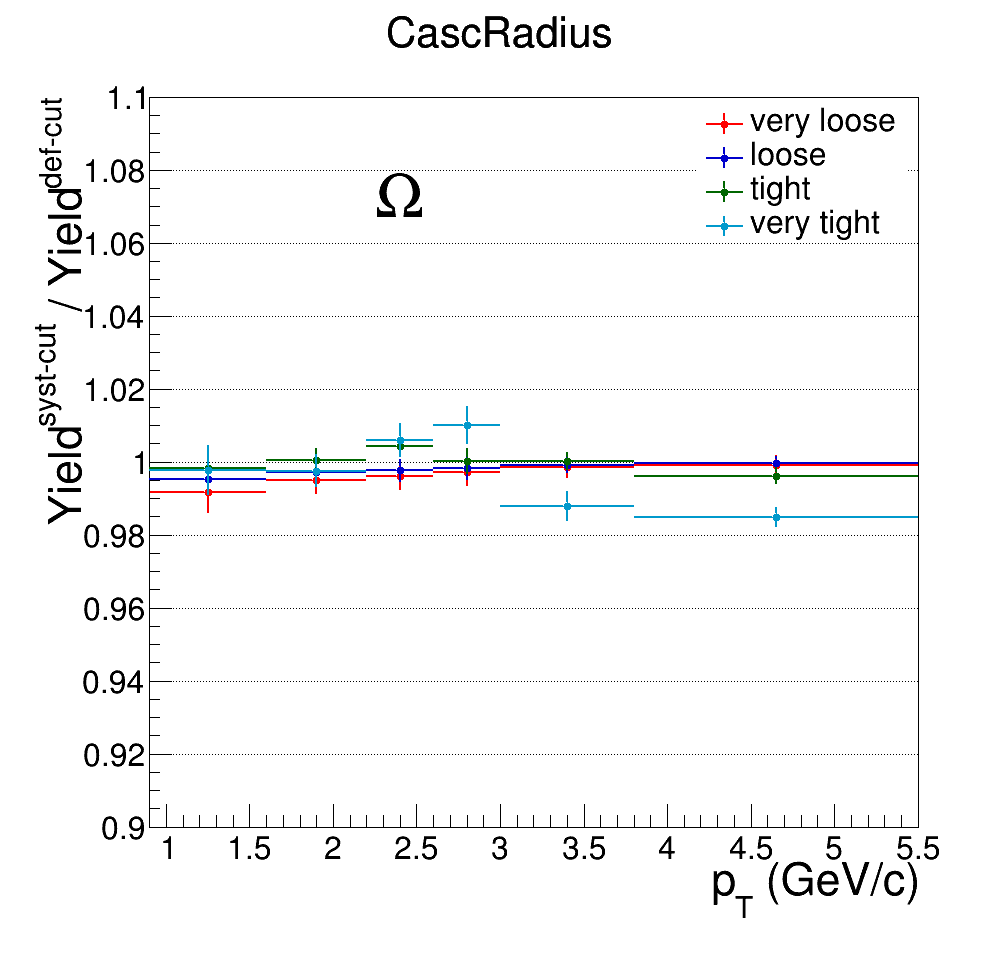 CascRadius
Yield^syst-cut / Yield^def-cut
1.1
1.08
1.06
1.04
1.02
1
0.98
0.96
0.94
0.92
0.9
Ω
very loose
loose
tight
very tight
1 1.5 2 2.5 3 3.5 4 4.5 5 5.5
p_T (GeV/c)